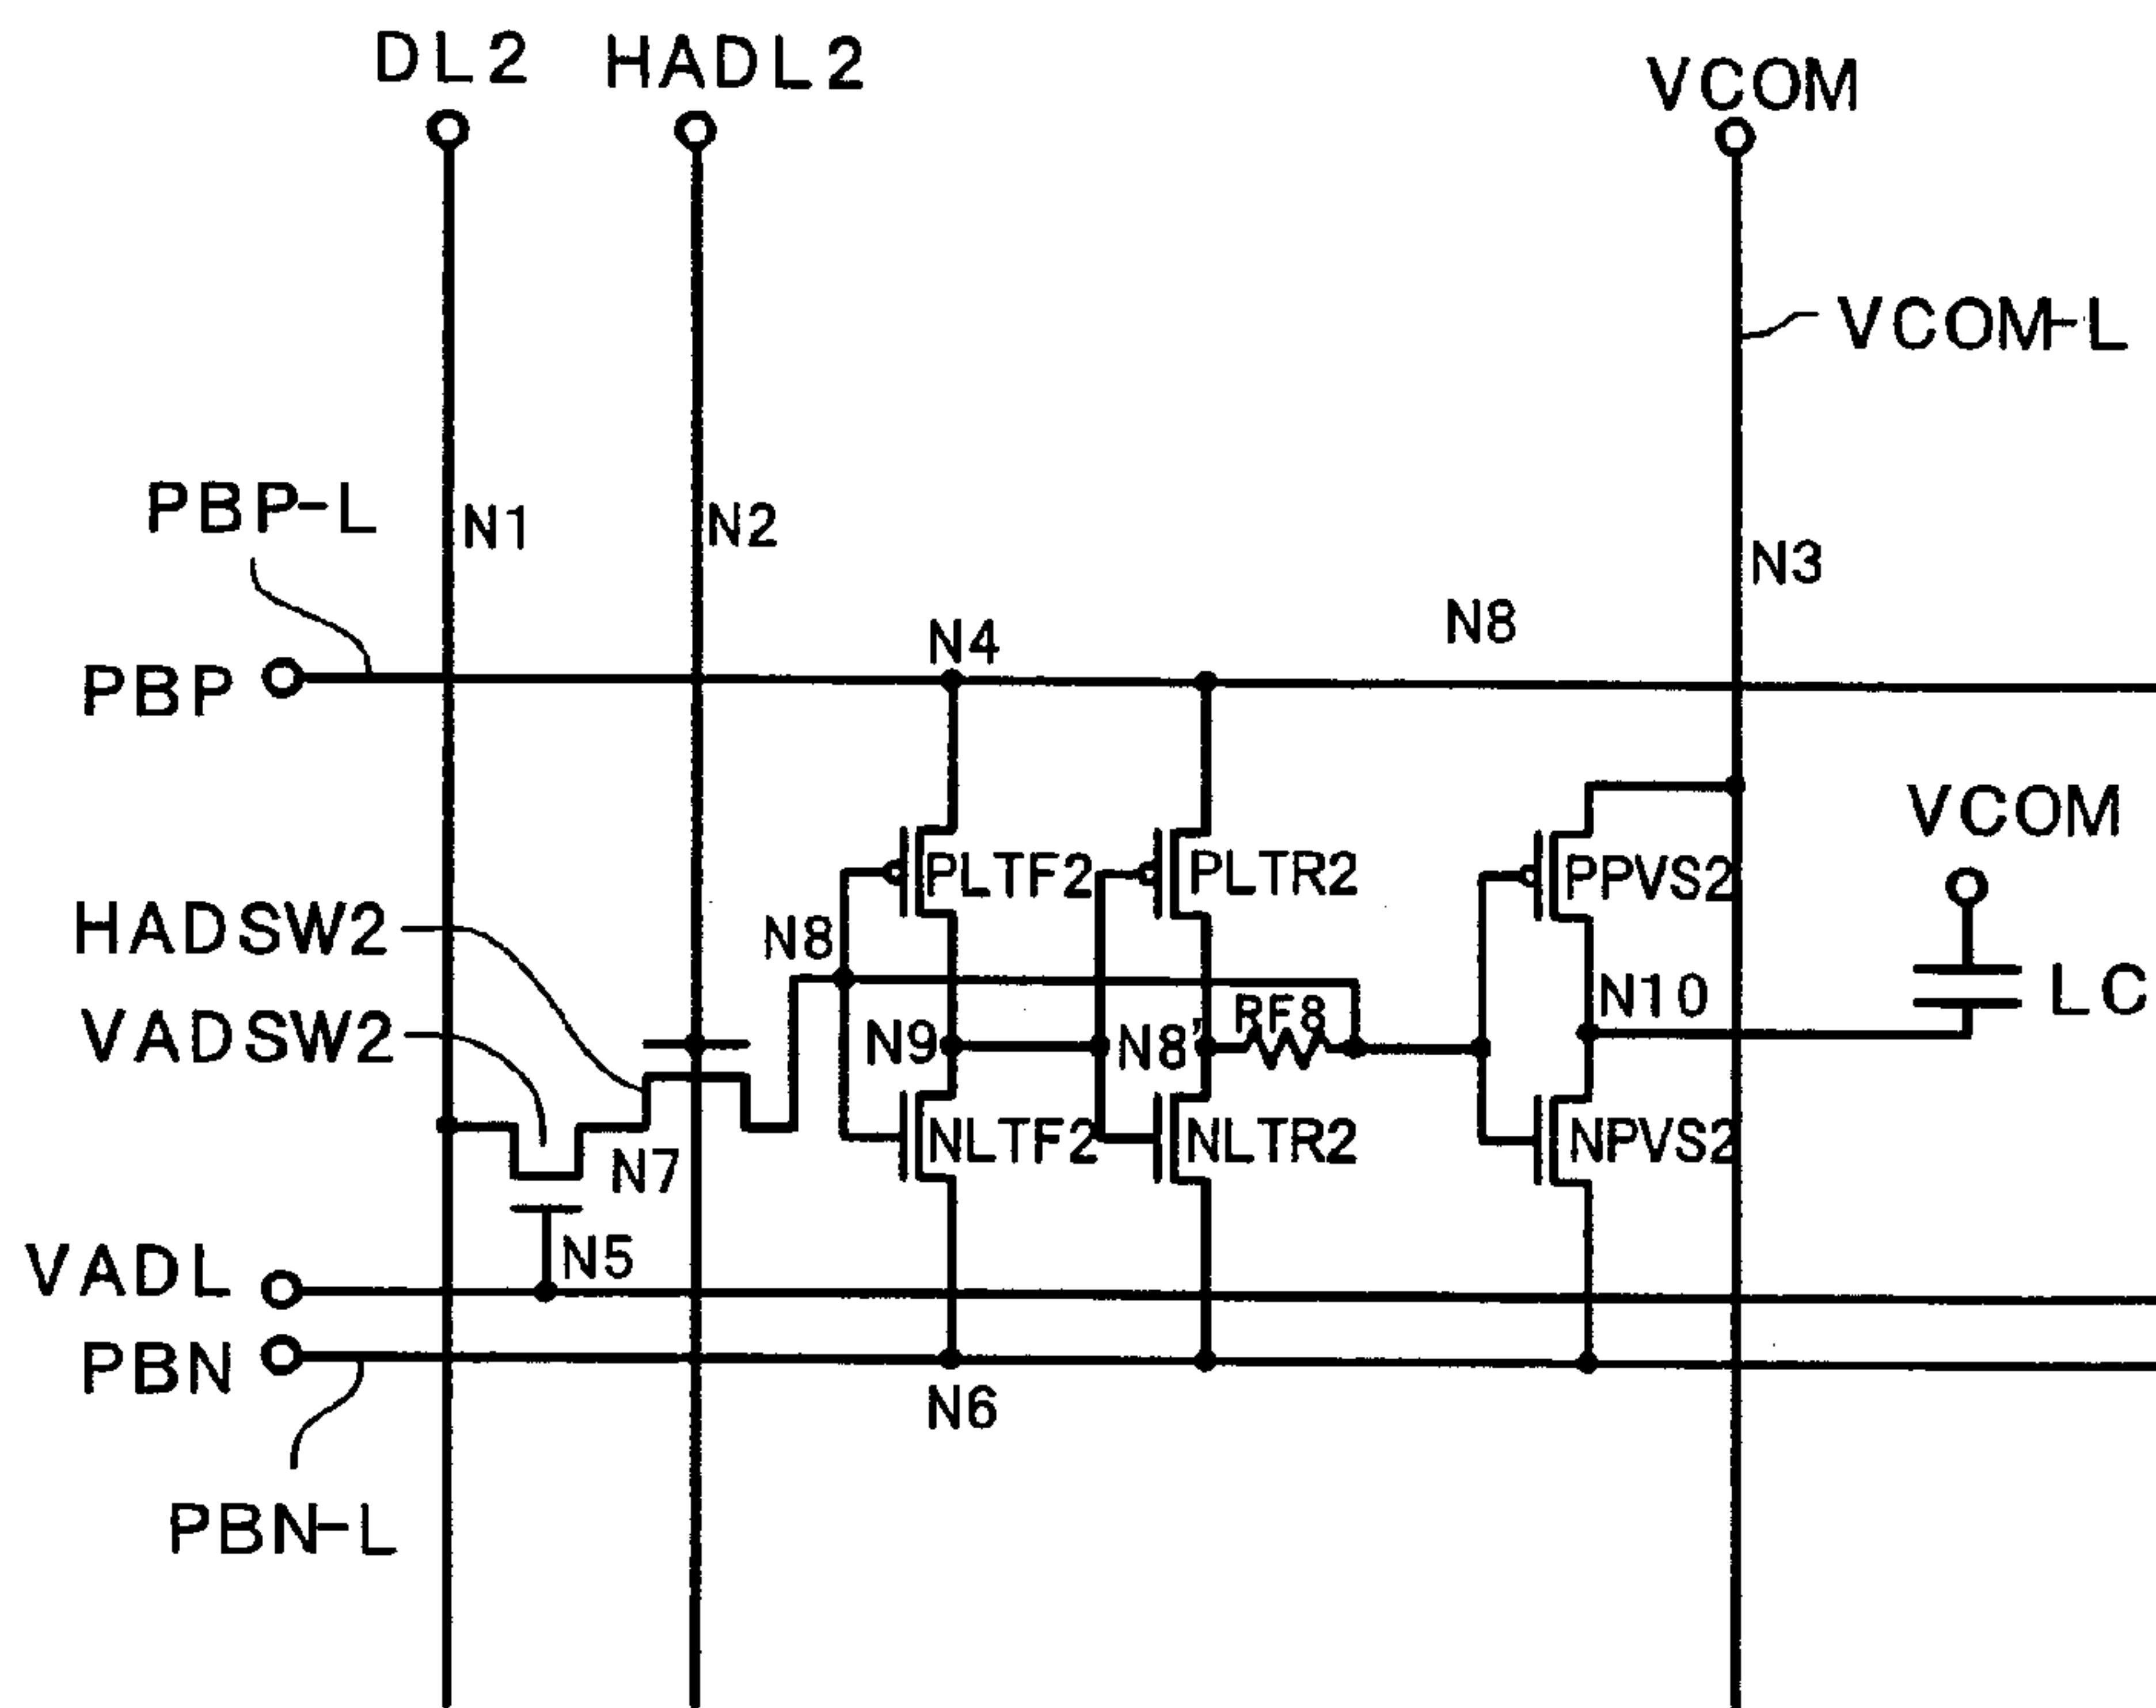 DL2 HADL2 VCOM
VCOM-L
PBP-L
N1 N2 N3
N4 N8
PBP
VCOM
PLTF2 PLTR2 PPVS2
HADSW2
N8
N10 LC
VADSW2
N9 N8' RF8
N7 NLTF2 NLTR2 NPVS2
VADL
N5
PBN
N6
PBN-L